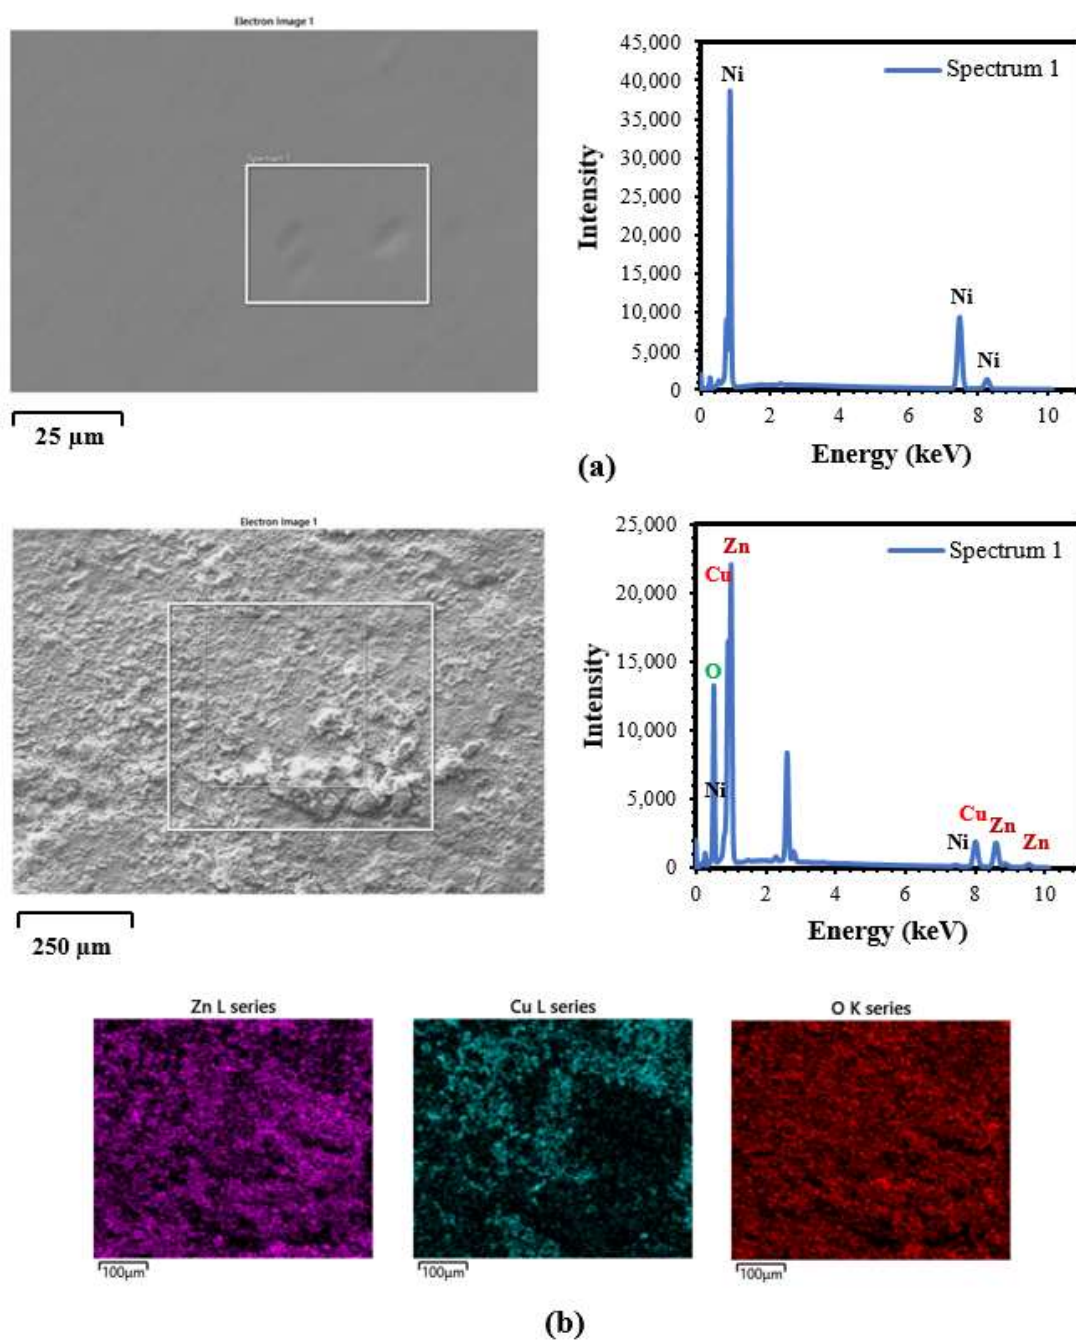 Electron Image 1
Spectrum 1
25 µm
45,000
40,000
35,000
30,000
25,000
20,000
15,000
10,000
5,000
0
Intensity
Ni
Spectrum 1
Ni
Ni
0 2 4 6 8 10
Energy (keV)
(a)
Electron Image 1
250 µm
25,000
20,000
15,000
10,000
5,000
0
Intensity
Zn
Cu
O
Ni
Spectrum 1
Cu
Ni
Zn
Zn
0 2 4 6 8 10
Energy (keV)
Zn L series
Cu L series
O K series
100µm
100µm
100µm
(b)